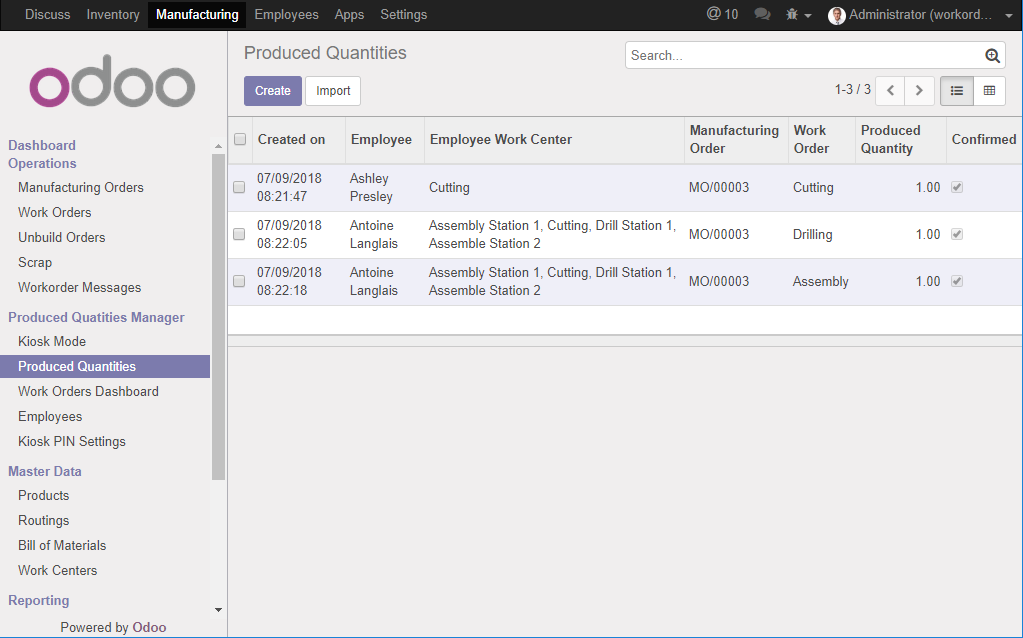 Discuss Inventory Manufacturing Employees Apps Settings @ 10 Administrator (workord...
odoo
Dashboard
Operations
Manufacturing Orders
Work Orders
Unbuild Orders
Scrap
Workorder Messages
Produced Quatities Manager
Kiosk Mode
Produced Quantities
Work Orders Dashboard
Employees
Kiosk PIN Settings
Master Data
Products
Routings
Bill of Materials
Work Centers
Reporting
Powered by Odoo
Produced Quantities
Search...
Create Import
1-3 / 3
Created on Employee Employee Work Center Manufacturing Order Work Order Produced Quantity Confirmed
07/09/2018 08:21:47 Ashley Presley Cutting MO/00003 Cutting 1.00
07/09/2018 08:22:05 Antoine Langlais Assembly Station 1, Cutting, Drill Station 1, Assemble Station 2 MO/00003 Drilling 1.00
07/09/2018 08:22:18 Antoine Langlais Assembly Station 1, Cutting, Drill Station 1, Assemble Station 2 MO/00003 Assembly 1.00